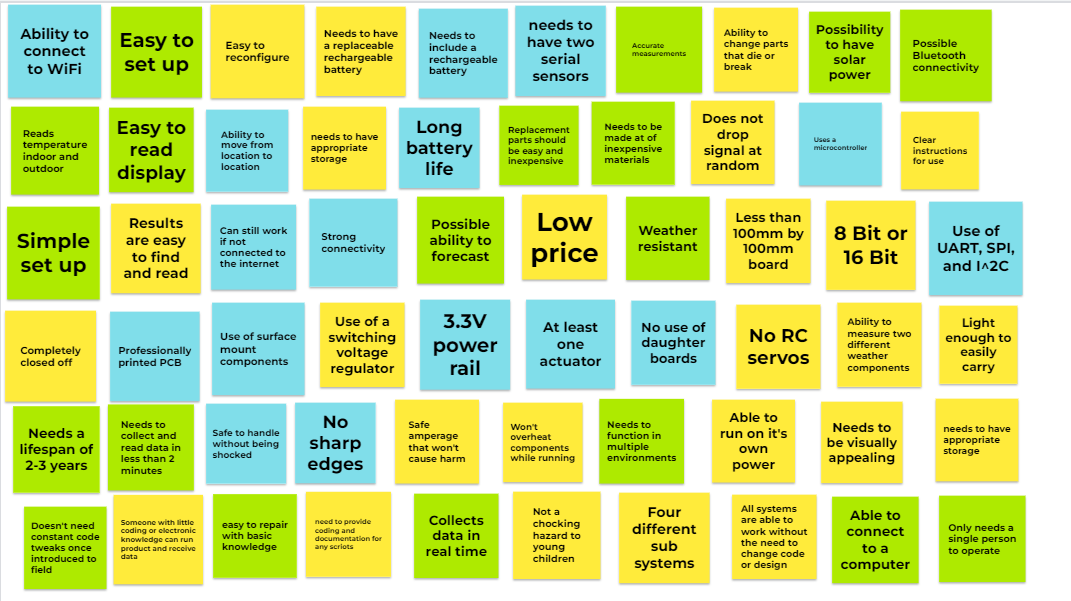 Ability to
connect
to WiFi
Easy to
set up
Easy to
reconfigure
Needs to have
a replaceable
rechargeable
battery
Needs to
include a
rechargeable
battery
needs to
have two
serial
sensors
Accurate
measurements
Ability to
change parts
that die or
break
Possibility
to have
solar
power
Possible
Bluetooth
connectivity
Reads
temperature
indoor and
outdoor
Easy to
read
display
Ability to
move from
location to
location
needs to have
appropriate
storage
Long
battery
life
Replacement
parts should
be easy and
inexpensive
Needs to be
made at of
inexpensive
materials
Does not
drop
signal at
random
Uses a
microcontroller
Clear
instructions
for use
Simple
set up
Results
are easy
to find
and read
Can still work
if not
connected to
the internet
Strong
connectivity
Possible
ability to
forecast
Low
price
Weather
resistant
Less than
100mm by
100mm
board
8 Bit or
16 Bit
Use of
UART, SPI,
and I^2C
Completely
closed off
Professionally
printed PCB
Use of surface
mount
components
Use of a
switching
voltage
regulator
3.3V
power
rail
At least
one
actuator
No use of
daughter
boards
No RC
servos
Ability to
measure two
different
weather
components
Light
enough to
easily
carry
Needs a
lifespan of
2-3 years
Needs to
collect and
read data in
less than 2
minutes
Safe to handle
without being
shocked
No
sharp
edges
Safe
amperage
that won't
cause harm
Won't
overheat
components
while running
Needs to
function in
multiple
environments
Able to
run on it's
own
power
Needs to
be visually
appealing
needs to have
appropriate
storage
Doesn't need
constant code
tweaks once
introduced to
field
Someone with little
coding or electronic
knowledge can run
product and receive
data
easy to repair
with basic
knowledge
need to provide
coding and
documentation for
any scriots
Collects
data in
real time
Not a
chocking
hazard to
young
children
Four
different
sub
systems
All systems
are able to
work without
the need to
change code
or design
Able to
connect
to a
computer
Only needs a
single person
to operate